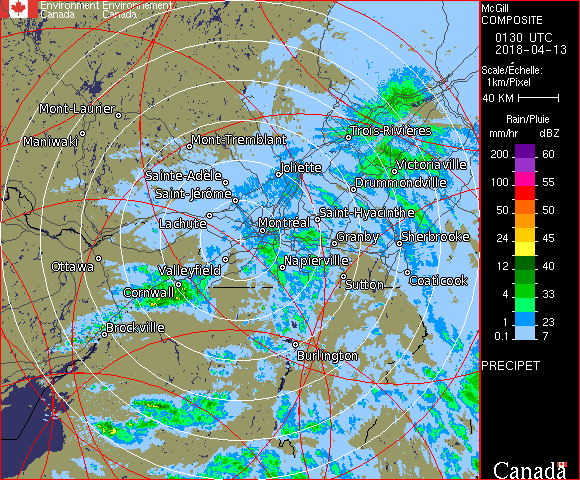 Environment Environnement
Canada Canada
McGill
COMPOSITE
0130 UTC
2018-04-13
Scale/Échelle:
1km/Pixel
40 KM
Rain/Pluie
mm/hr dBZ
200 60
100 55
50 50
24 45
12 40
4 33
1 23
0.1 7
PRECIPET
Canada
Mont-Laurier
Maniwaki
Mont-Tremblant
Trois-Rivières
Sainte-Adèle
Joliette
Victoriaville
Saint-Jérôme
Drummondville
Lachute
Montréal
Saint-Hyacinthe
Granby
Sherbrooke
Ottawa
Valleyfield
Napierville
Sutton
Coaticook
Cornwall
Brockville
Burlington